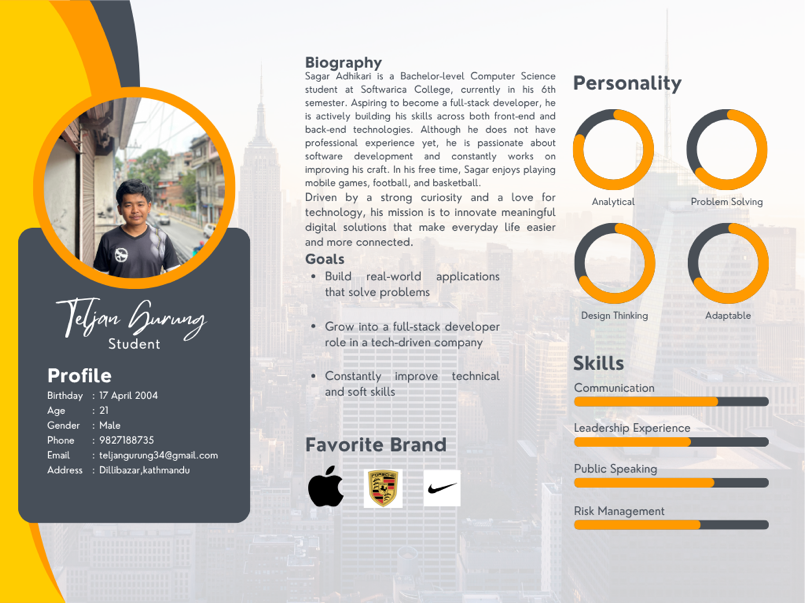 Teljan Gurung
Student
Profile
Birthday : 17 April 2004
Age : 21
Gender : Male
Phone : 9827188735
Email : teljangurung34@gmail.com
Address : Dillibazar,kathmandu
Biography
Sagar Adhikari is a Bachelor-level Computer Science
student at Softwarica College, currently in his 6th
semester. Aspiring to become a full-stack developer, he
is actively building his skills across both front-end and
back-end technologies. Although he does not have
professional experience yet, he is passionate about
software development and constantly works on
improving his craft. In his free time, Sagar enjoys playing
mobile games, football, and basketball.
Driven by a strong curiosity and a love for
technology, his mission is to innovate meaningful
digital solutions that make everyday life easier
and more connected.
Goals
• Build real-world applications
that solve problems
• Grow into a full-stack developer
role in a tech-driven company
• Constantly improve technical
and soft skills
Favorite Brand
PORSCHE
Personality
Analytical
Problem Solving
Design Thinking
Adaptable
Skills
Communication
Leadership Experience
Public Speaking
Risk Management